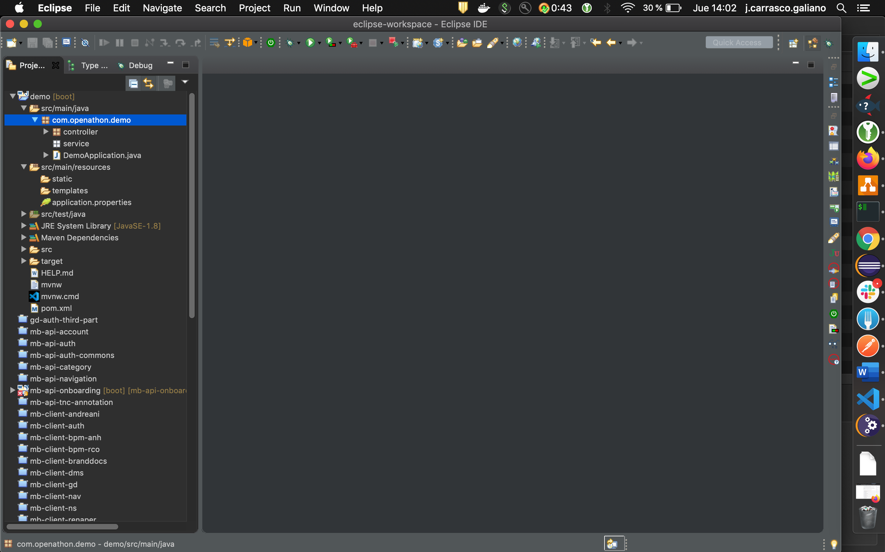 Eclipse File Edit Navigate Search Project Run Window Help 0:43 30 % Jue 14:02 j.carrasco.galiano
eclipse-workspace - Eclipse IDE
Quick Access
Proje... Type ... Debug
demo [boot]
src/main/java
com.openathon.demo
controller
service
DemoApplication.java
src/main/resources
static
templates
application.properties
src/test/java
JRE System Library [JavaSE-1.8]
Maven Dependencies
src
target
HELP.md
mvnw
mvnw.cmd
pom.xml
gd-auth-third-part
mb-api-account
mb-api-auth
mb-api-auth-commons
mb-api-category
mb-api-navigation
mb-api-onboarding [boot] [mb-api-onboar
mb-api-tnc-annotation
mb-client-andreani
mb-client-auth
mb-client-bpm-anh
mb-client-bpm-rco
mb-client-branddocs
mb-client-dms
mb-client-gd
mb-client-nav
mb-client-ns
mb-client-repaper
com.openathon.demo - demo/src/main/java